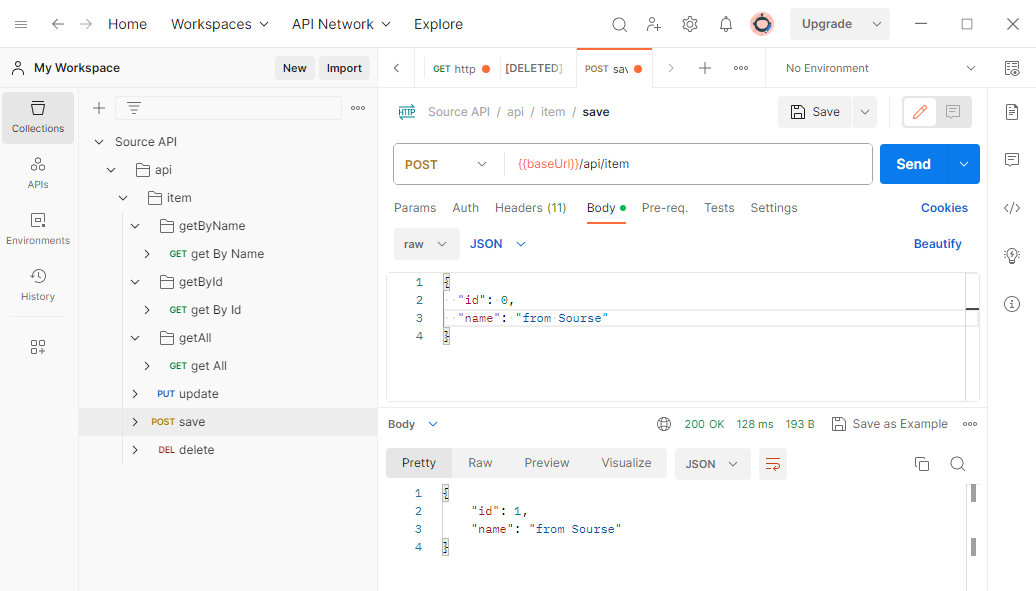 Home Workspaces API Network Explore Upgrade
My Workspace New Import GET http [DELETED] POST sav No Environment
Collections
APIs
Environments
History
Source API
api
item
getByName
GET get By Name
getById
GET get By Id
getAll
GET get All
PUT update
POST save
DEL delete
HTTP Source API / api / item / save Save
POST {{baseUrl}}/api/item Send
Params Auth Headers (11) Body Pre-req. Tests Settings Cookies
raw JSON Beautify
1 {
2 "id": 0,
3 "name": "from Sourse"
4 }
Body 200 OK 128 ms 193 B Save as Example
Pretty Raw Preview Visualize JSON
1 {
2 "id": 1,
3 "name": "from Sourse"
4 }